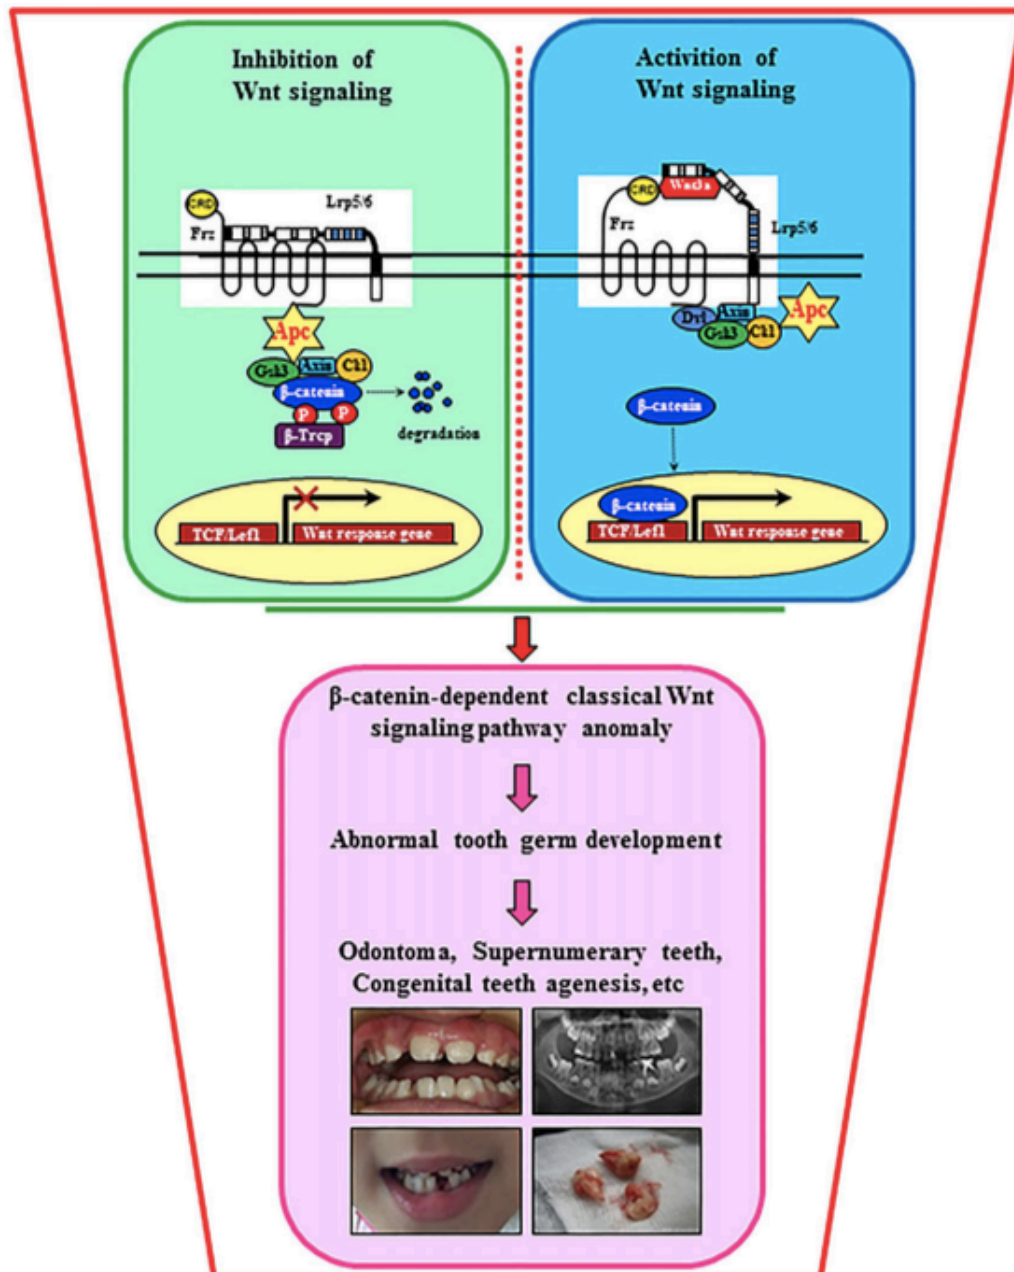 Inhibition of
Wnt signaling
CRD
Frz
Lrp5/6
Apc
Gsk3
Axin
Ck1
β-catenin
P
P
β-Trcp
degradation
TCF/Lef1
Wnt response gene
Activition of
Wnt signaling
CRD
Wnt3a
Frz
Lrp5/6
Dvl
Axin
Gsk3
Ck1
Apc
β-catenin
β-catenin
TCF/Lef1
Wnt response gene
β-catenin-dependent classical Wnt
signaling pathway anomaly
Abnormal tooth germ development
Odontoma, Supernumerary teeth,
Congenital teeth agenesis, etc